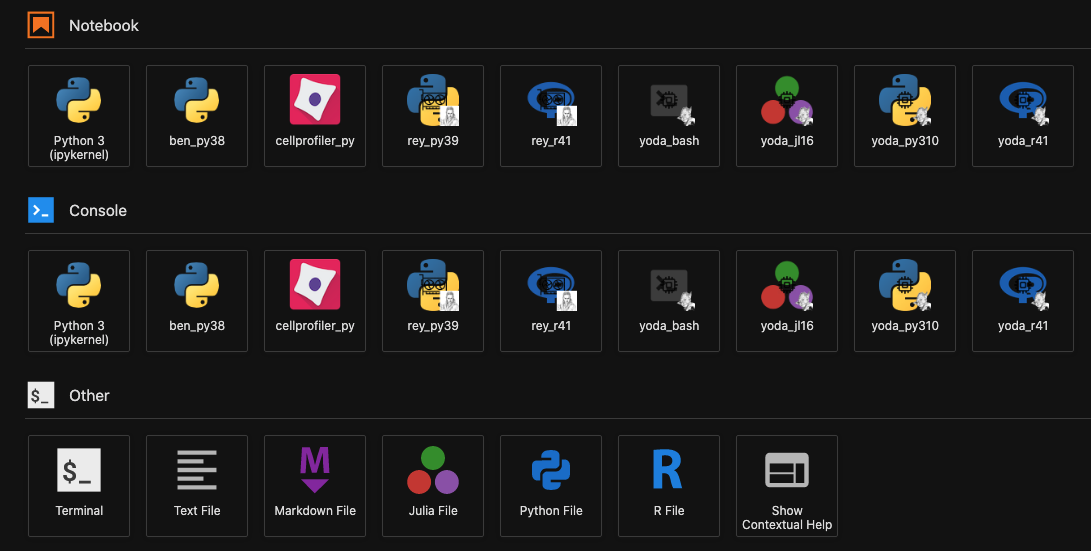 Notebook
Python 3
(ipykernel)
ben_py38
cellprofiler_py
rey_py39
rey_r41
yoda_bash
yoda_jl16
yoda_py310
yoda_r41
Console
Python 3
(ipykernel)
ben_py38
cellprofiler_py
rey_py39
rey_r41
yoda_bash
yoda_jl16
yoda_py310
yoda_r41
$_ Other
$_
Terminal
Text File
M
Markdown File
Julia File
Python File
R
R File
Show
Contextual Help